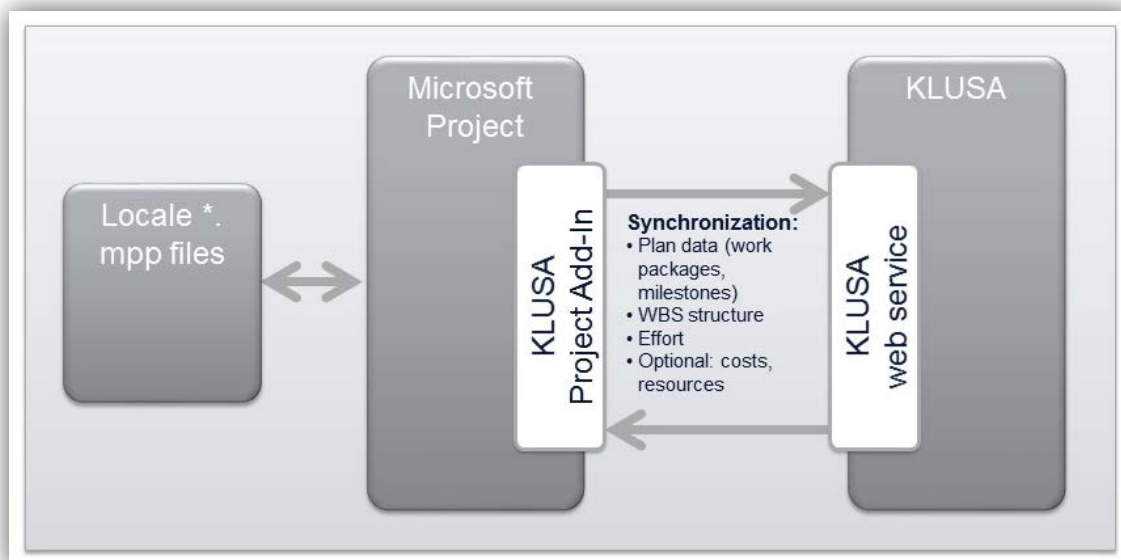 Locale *.
mpp files
Microsoft
Project
KLUSA
Project Add-In
Synchronization:
• Plan data (work
packages,
milestones)
• WBS structure
• Effort
• Optional: costs,
resources
KLUSA
KLUSA
web service